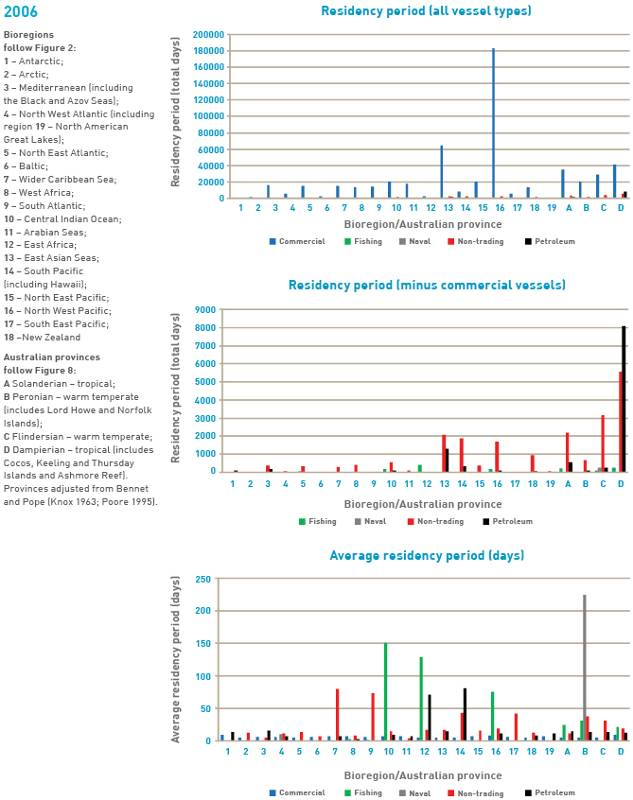 2006
Bioregions
follow Figure 2:
1 – Antarctic;
2 – Arctic;
3 – Mediterranean (including
the Black and Azov Seas);
4 – North West Atlantic (including
region 19 – North American
Great Lakes);
5 – North East Atlantic;
6 – Baltic;
7 – Wider Caribbean Sea;
8 – West Africa;
9 – South Atlantic;
10 – Central Indian Ocean;
11 – Arabian Seas;
12 – East Africa;
13 – East Asian Seas;
14 – South Pacific
(including Hawaii);
15 – North East Pacific;
16 – North West Pacific;
17 – South East Pacific;
18 –New Zealand
Australian provinces
follow Figure 8:
A Solanderian – tropical;
B Peronian – warm temperate
(includes Lord Howe and Norfolk
Islands);
C Flindersian – warm temperate;
D Dampierian – tropical (includes
Cocos, Keeling and Thursday
Islands and Ashmore Reef).
Provinces adjusted from Bennet
and Pope (Knox 1963; Poore 1995).
Residency period (all vessel types)
Residency period (total days)
200000
180000
160000
140000
120000
100000
80000
60000
40000
20000
0
1 2 3 4 5 6 7 8 9 10 11 12 13 14 15 16 17 18 19 A B C D
Bioregion/Australian province
Commercial Fishing Naval Non-trading Petroleum
Residency period (minus commercial vessels)
Residency period (total days)
9000
8000
7000
6000
5000
4000
3000
2000
1000
0
1 2 3 4 5 6 7 8 9 10 11 12 13 14 15 16 17 18 19 A B C D
Bioregion/Australian province
Fishing Naval Non-trading Petroleum
Average residency period (days)
Average residency period (days)
250
200
150
100
50
0
1 2 3 4 5 6 7 8 9 10 11 12 13 14 15 16 17 18 19 A B C D
Bioregion/Australian province
Commercial Fishing Naval Non-trading Petroleum